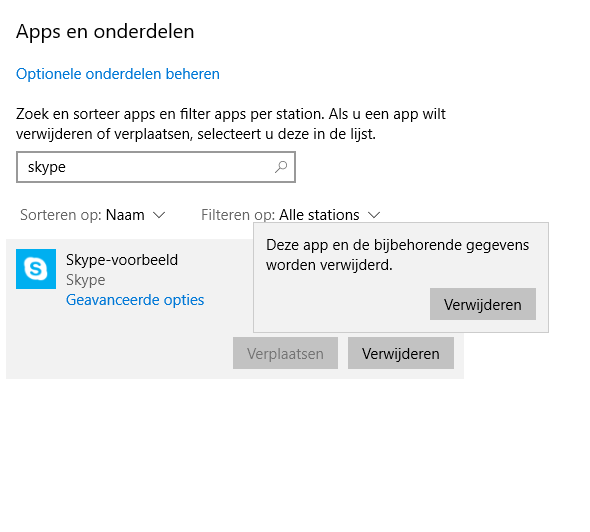 Apps en onderdelen
Optionele onderdelen beheren
Zoek en sorteer apps en filter apps per station. Als u een app wilt
verwijderen of verplaatsen, selecteert u deze in de lijst.
skype
Sorteren op: Naam
Filteren op: Alle stations
Deze app en de bijbehorende gegevens
worden verwijderd.
Verwijderen
Skype-voorbeeld
Skype
Geavanceerde opties
Verplaatsen
Verwijderen